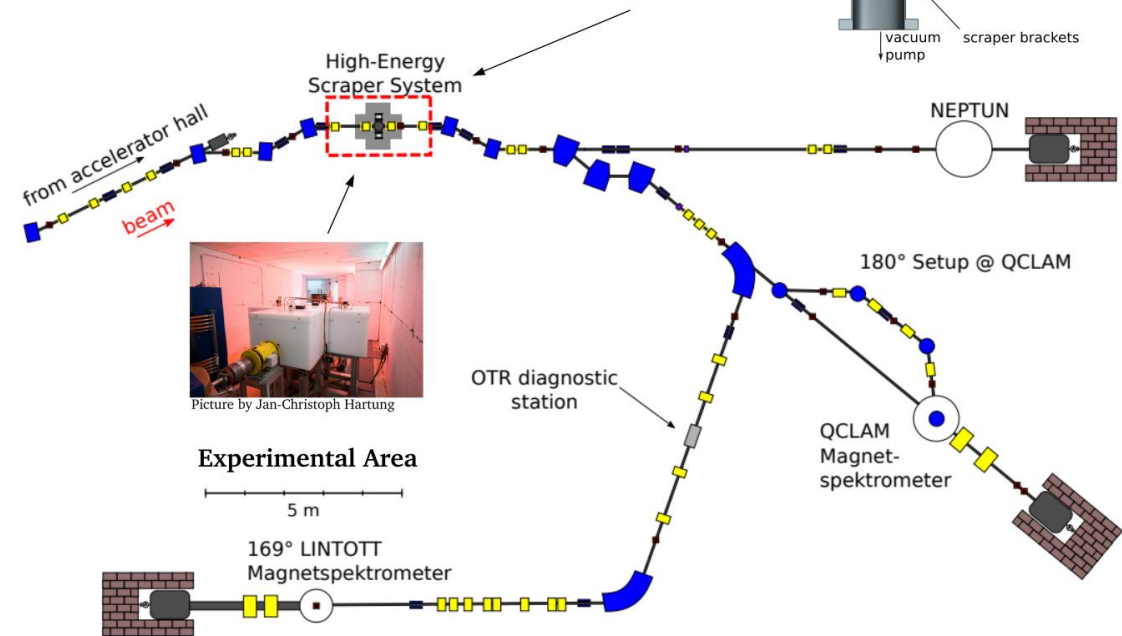 vacuum
pump
scraper brackets
High-Energy
Scraper System
NEPTUN
from accelerator hall
beam
180° Setup @ QCLAM
OTR diagnostic
station
Picture by Jan-Christoph Hartung
QCLAM
Magnet-
spektrometer
Experimental Area
5 m
169° LINTOTT
Magnetspektrometer